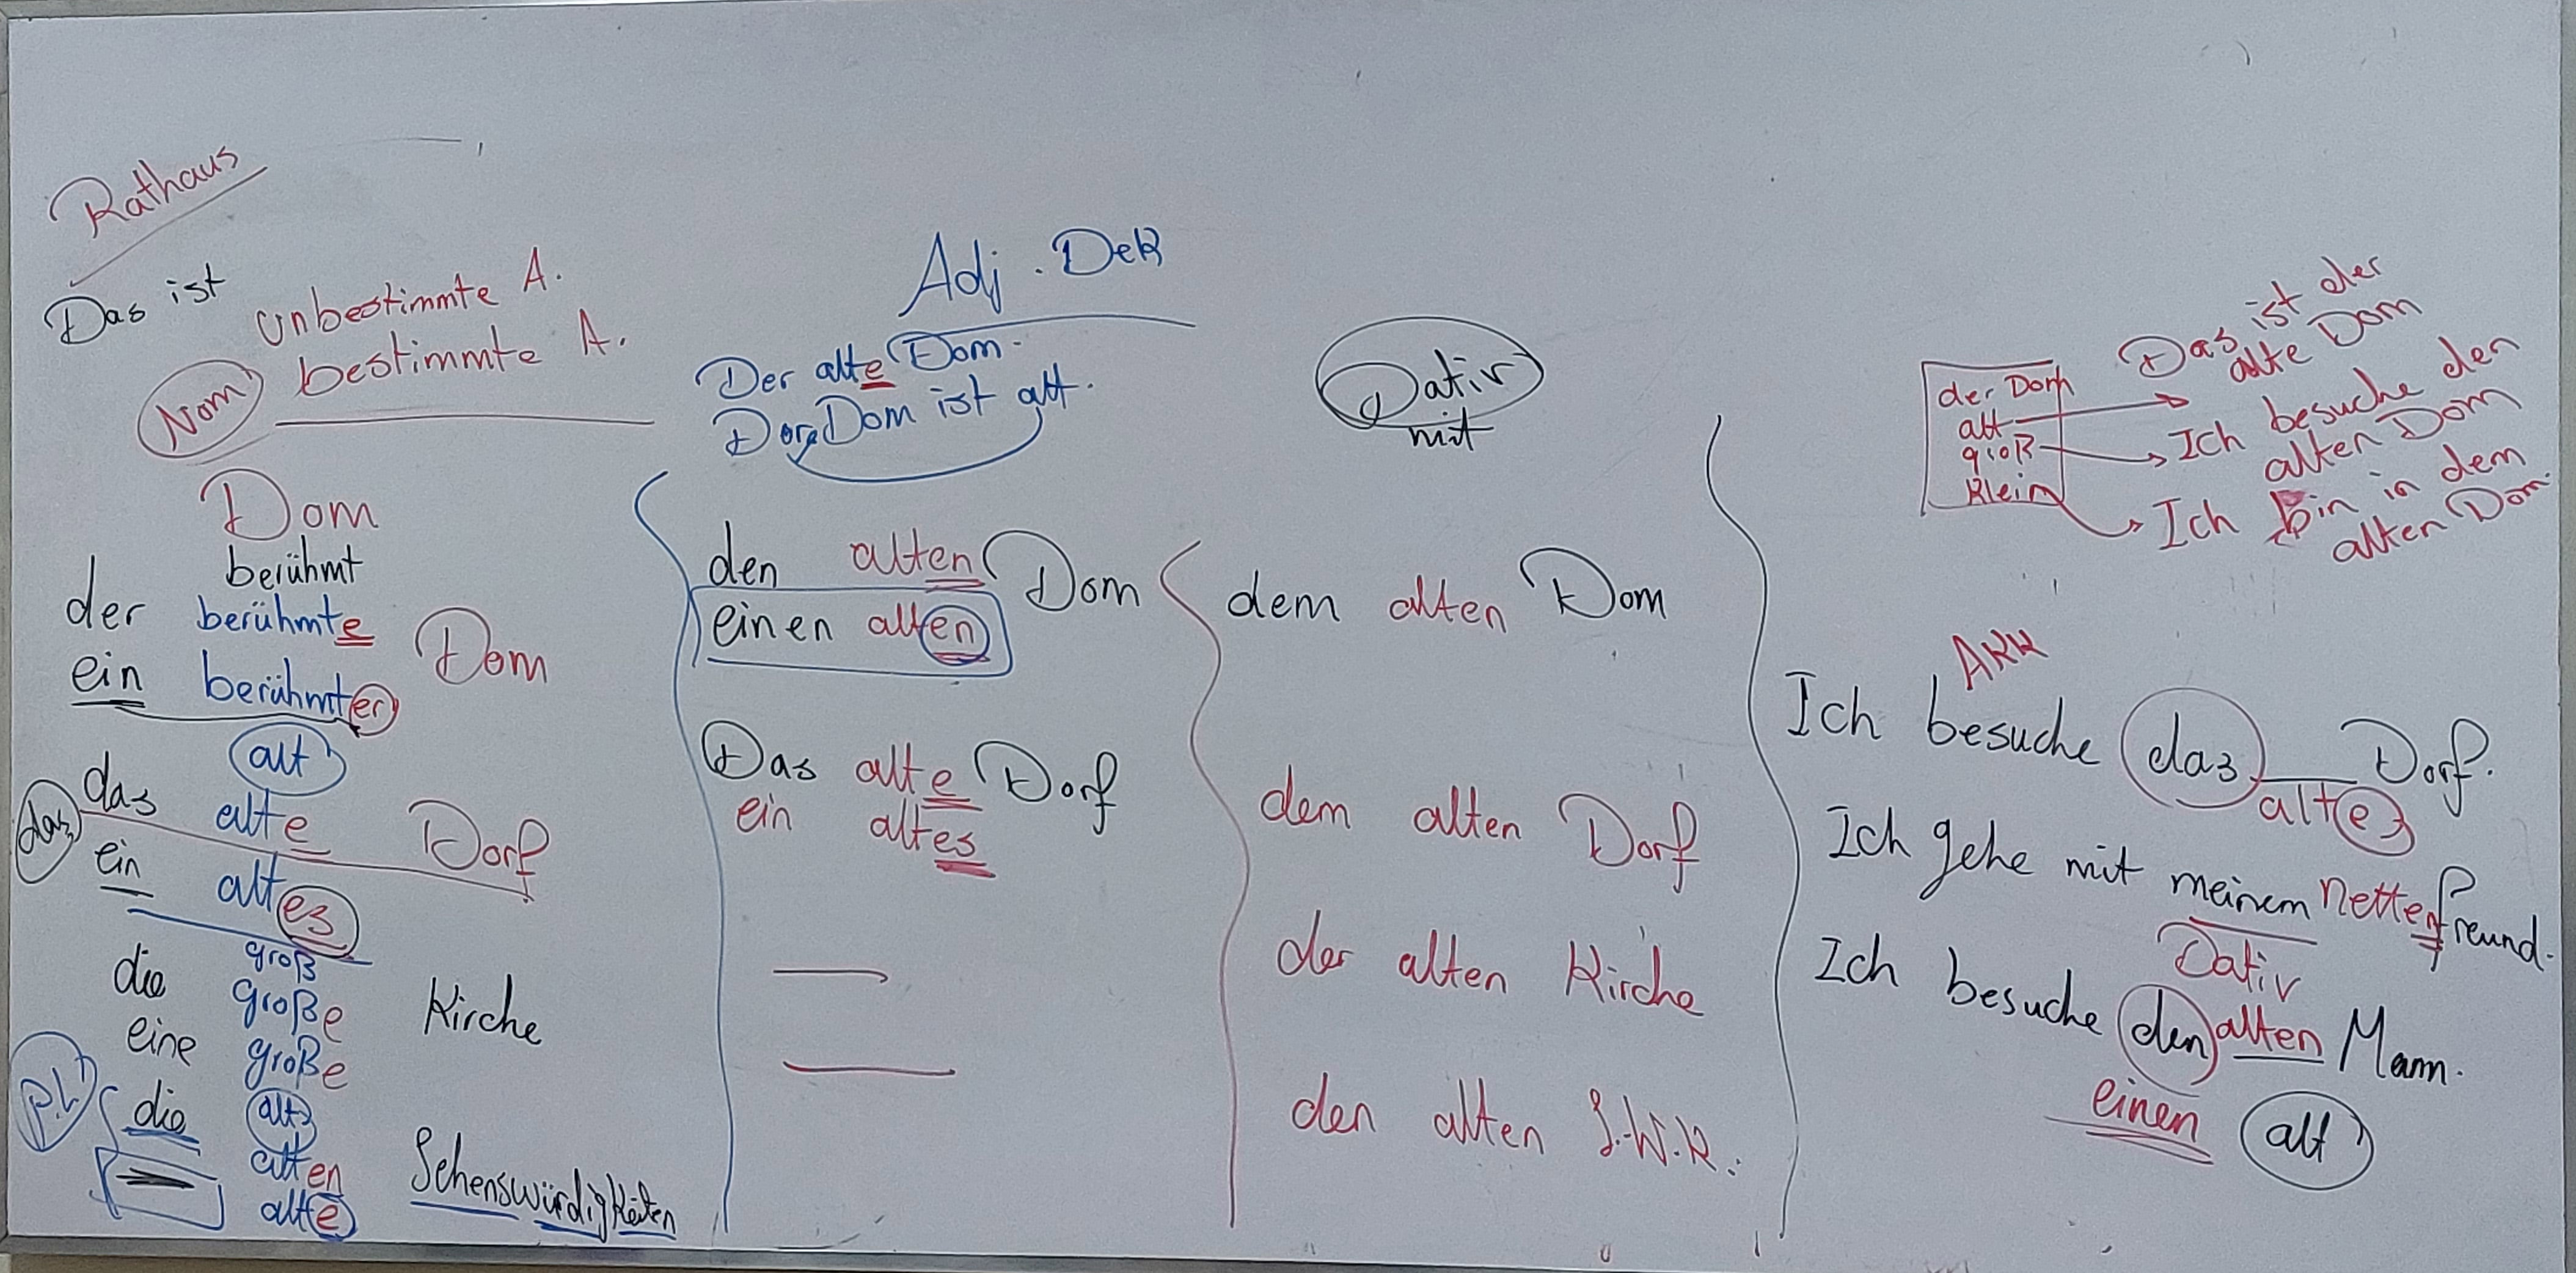 Rathaus
Das ist
unbestimmte A.
bestimmte A.
Nom
Dom
berühmt
der berühmte Dom
ein berühmter
alt
das
das alte Dorf
ein altes
groß
die große Kirche
eine große
P.L
die alt
alten Sehenswürdigkeiten
alte
Adj. Dek
Der alte Dom.
Der Dom ist alt.
den alten Dom
einen alten
Das alte Dorf
ein altes
Dativ
mit
dem alten Dom
dem alten Dorf
der alten Kirche
den alten S.W.K.
der Dom
alt
groß
klein
Das ist der
alte Dom
Ich besuche den
alten Dom
Ich bin in dem
alten Dom.
Akk
Ich besuche das Dorf.
alte
Ich gehe mit meinem netten Freund.
Dativ
Ich besuche den alten Mann.
einen alt